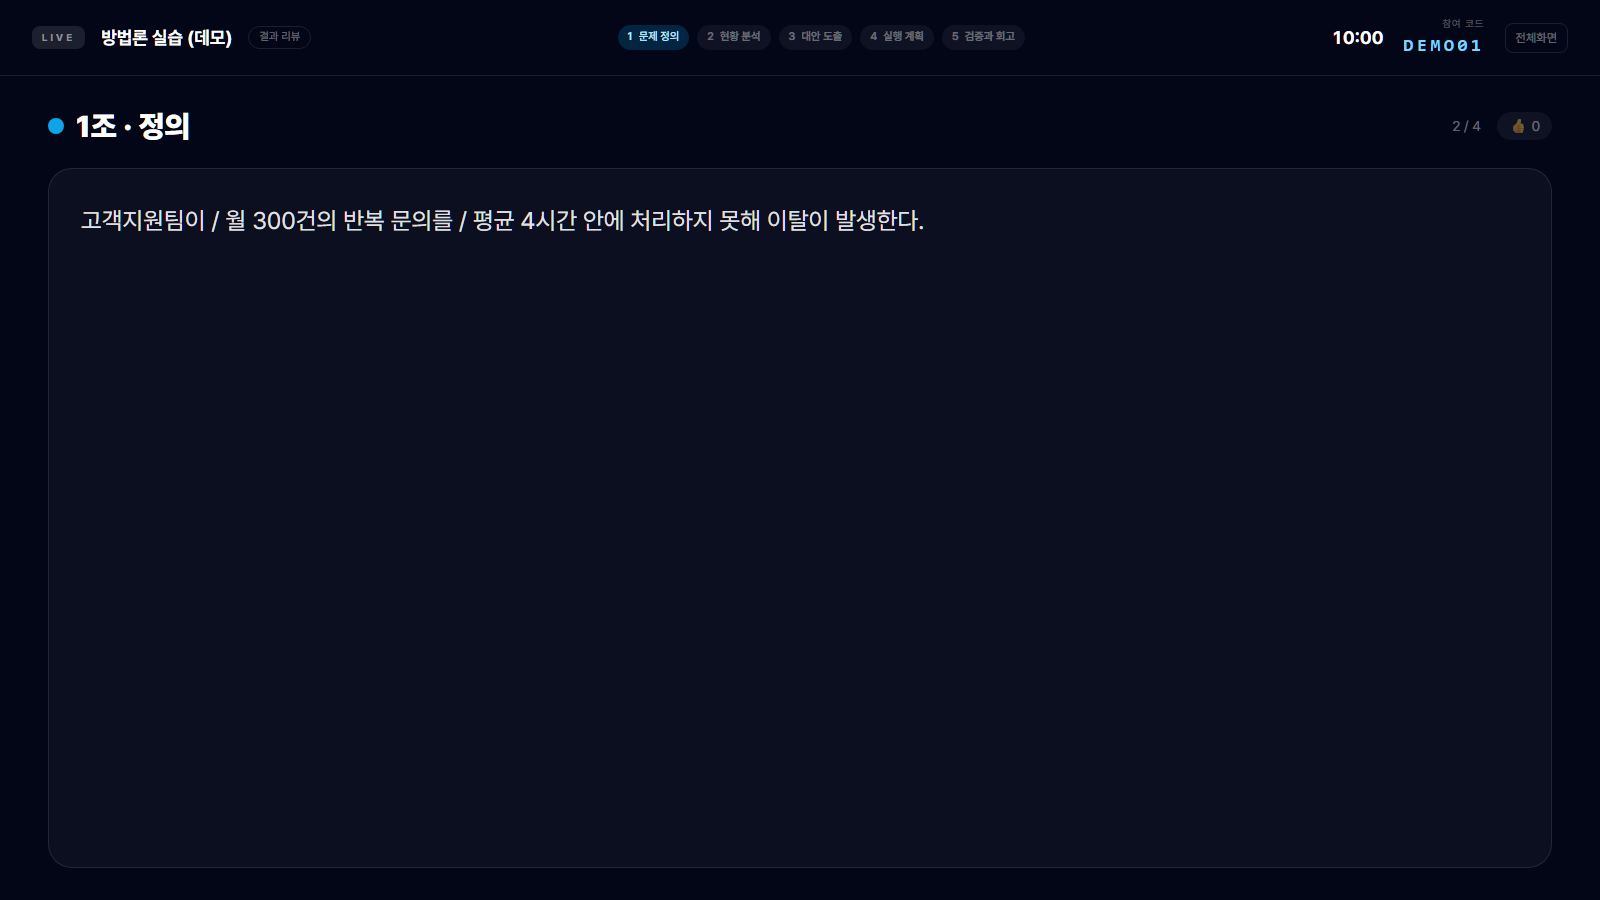 LIVE 방법론 실습 (데모) 결과 리뷰 1 문제 정의 2 현황 분석 3 대안 도출 4 실행 계획 5 검증과 회고 10:00 참여 코드 DEMO01 전체화면
1조 · 정의 2 / 4 👍 0
고객지원팀이 / 월 300건의 반복 문의를 / 평균 4시간 안에 처리하지 못해 이탈이 발생한다.